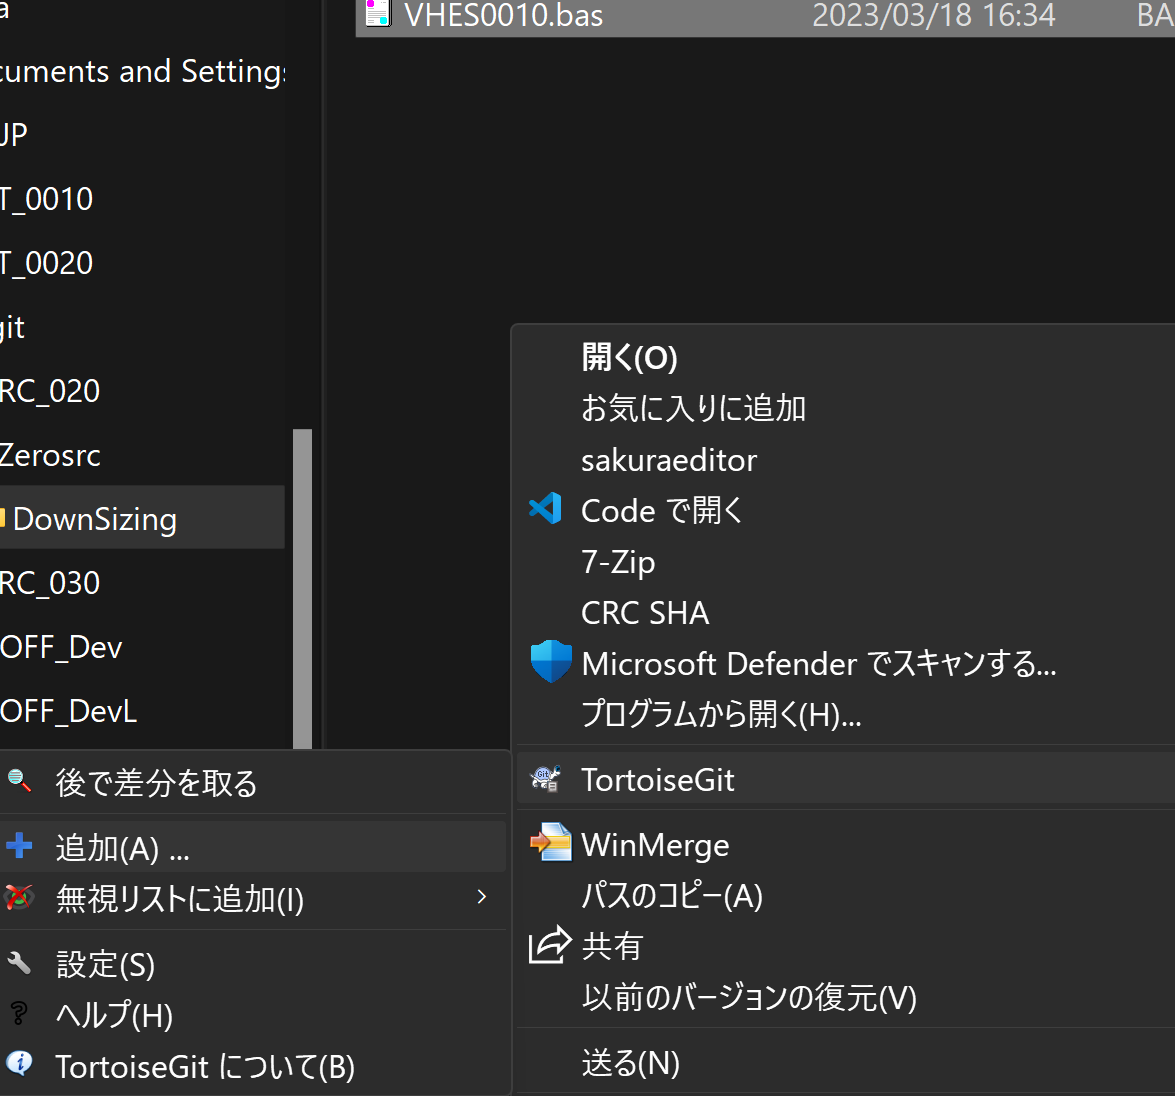 a
VHES0010.bas 2023/03/18 16:34 BA
cuments and Settings
UP
T_0010
T_0020
git
RC_020
Zerosrc
DownSizing
RC_030
OFF_Dev
OFF_DevL
後で差分を取る
追加(A) ...
無視リストに追加(I)
設定(S)
ヘルプ(H)
TortoiseGit について(B)
開く(O)
お気に入りに追加
sakuraeditor
Code で開く
7-Zip
CRC SHA
Microsoft Defender でスキャンする...
プログラムから開く(H)...
TortoiseGit
WinMerge
パスのコピー(A)
共有
以前のバージョンの復元(V)
送る(N)